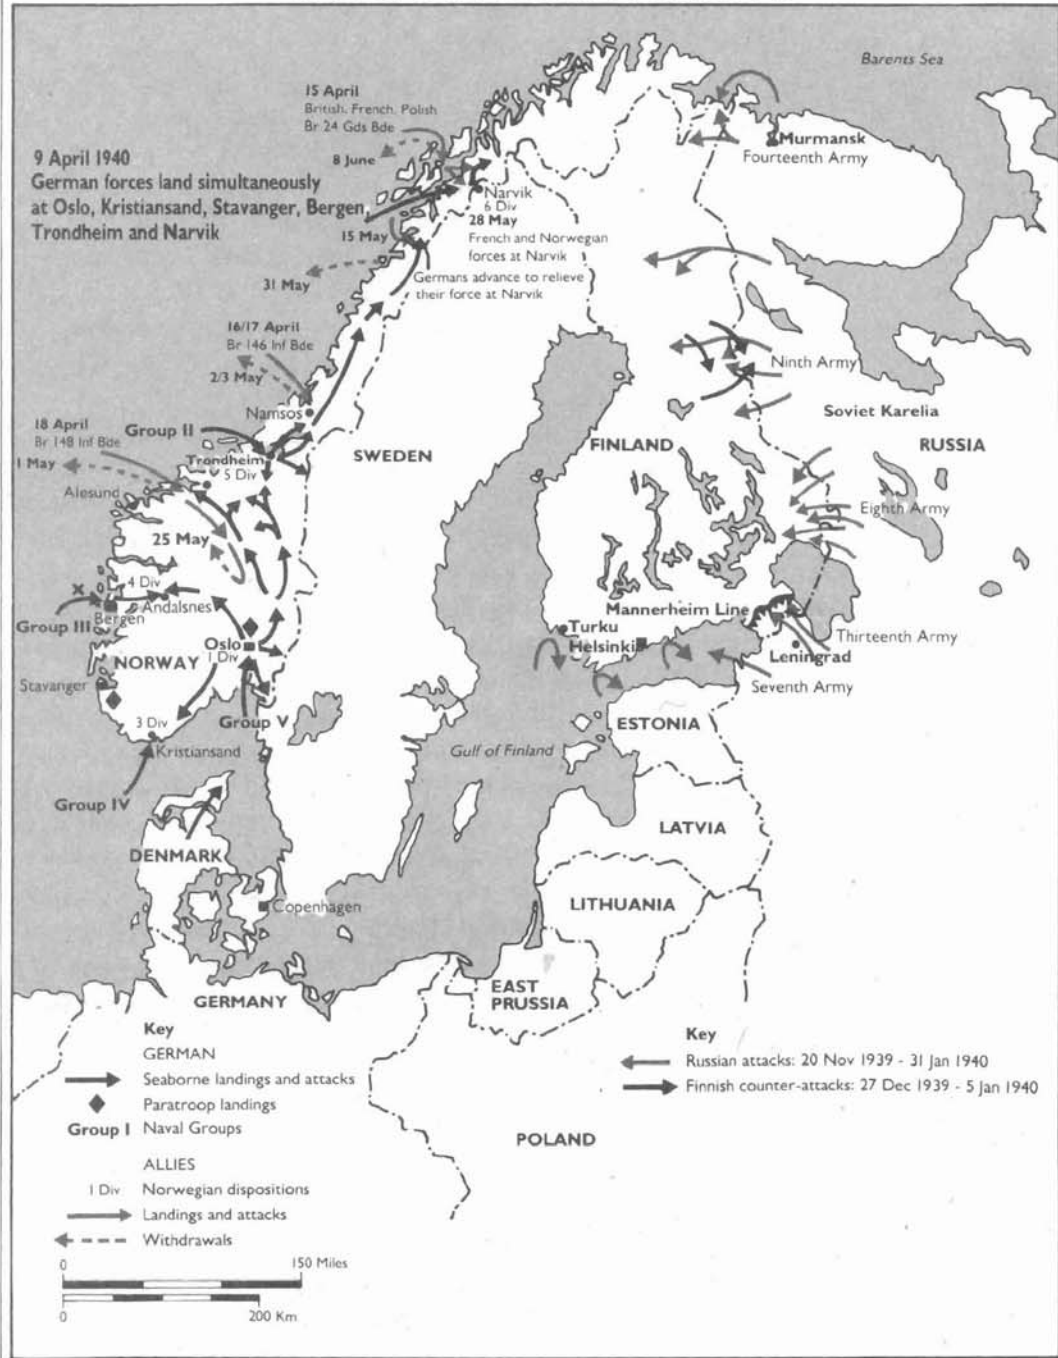 Barents Sea
15 April
British, French, Polish
Br 24 Gds Bde
8 June
9 April 1940
German forces land simultaneously
at Oslo, Kristiansand, Stavanger, Bergen,
Trondheim and Narvik
Murmansk
Fourteenth Army
Narvik
6 Div
28 May
French and Norwegian
forces at Narvik
15 May
31 May
Germans advance to relieve
their force at Narvik
16/17 April
Br 146 Inf Bde
2/3 May
Namsos
Ninth Army
Soviet Karelia
18 April
Br 148 Inf Bde
1 May
Group II
Trondheim
5 Div
SWEDEN
FINLAND
RUSSIA
Alesund
25 May
Eighth Army
4 Div
Andalsnes
Bergen
Group III
Oslo
1 Div
NORWAY
Stavanger
3 Div
Kristiansand
Group V
Group IV
Mannerheim Line
Turku
Helsinki
Thirteenth Army
Leningrad
Seventh Army
ESTONIA
Gulf of Finland
LATVIA
DENMARK
LITHUANIA
Copenhagen
EAST
PRUSSIA
GERMANY
POLAND
Key
GERMAN
Seaborne landings and attacks
Paratroop landings
Group I Naval Groups
ALLIES
1 Div Norwegian dispositions
Landings and attacks
Withdrawals
0 150 Miles
0 200 Km
Key
Russian attacks: 20 Nov 1939 - 31 Jan 1940
Finnish counter-attacks: 27 Dec 1939 - 5 Jan 1940